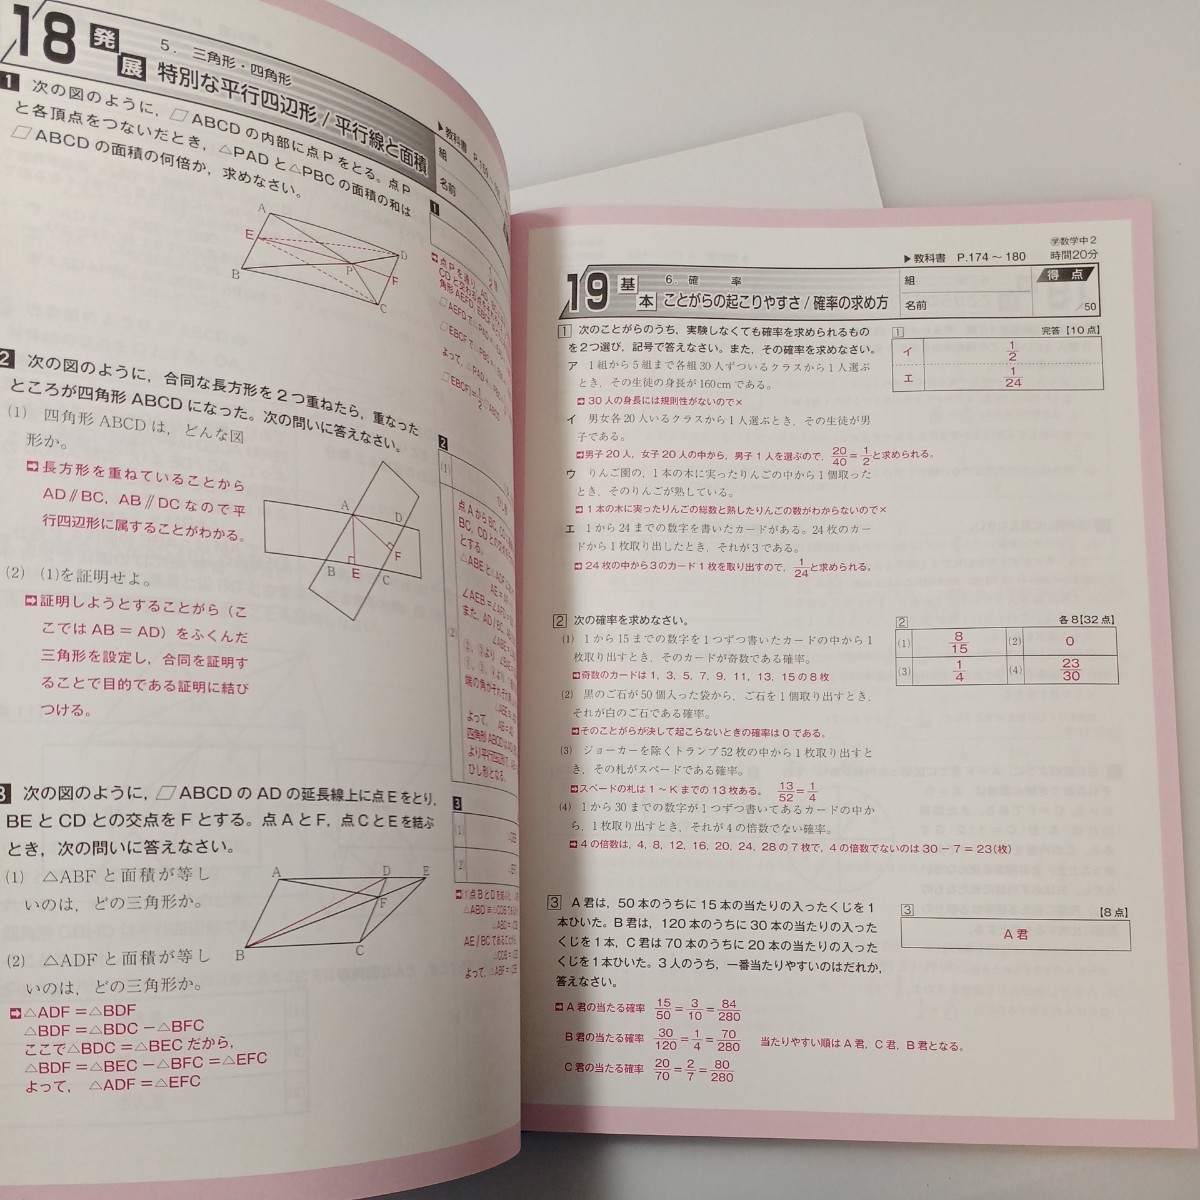 18 発展
5．三角形・四角形
特別な平行四辺形 / 平行線と面積
▶教科書 P.159～
組
名前
1 次の図のように，▱ABCD の内部に点 P をとる。点 P
と各頂点をつないだとき，△PAD と△PBC の面積の和は
▱ABCD の面積の何倍か，求めなさい。
A
E
D
P
B
F
C
1
2 次の図のように，合同な長方形を2つ重ねたら，重なった
ところが四角形 ABCD になった。次の問いに答えなさい。
(1) 四角形 ABCD は，どんな図
形か。
➡長方形を重ねていることから
AD∥BC，AB∥DC なので平
行四辺形に属することがわかる。
(2) (1)を証明せよ。
➡証明しようとすることがら（こ
こでは AB ＝ AD）をふくんだ
三角形を設定し，合同を証明す
ることで目的である証明に結び
つける。
A
D
F
B
E
C
2
(1)
(2)
3 次の図のように，▱ABCD の AD の延長線上に点 E をとり，
BE と CD との交点を F とする。点 A と F，点 C と E を結ぶ
とき，次の問いに答えなさい。
(1) △ABF と面積が等し
いのは，どの三角形か。
(2) △ADF と面積が等し
いのは，どの三角形か。
➡△ADF ＝△BDF
△BDF ＝△BDC －△BFC
ここで△BDC ＝△BEC だから，
△BDF ＝△BEC －△BFC ＝△EFC
よって，△ADF ＝△EFC
A
D
E
F
B
C
3
(1)
(2)
㋻数学中2
▶教科書 P.174～180 時間20分
19 基本
6．確 率
ことがらの起こりやすさ / 確率の求め方
組
名前
得 点
/50
1 次のことがらのうち，実験しなくても確率を求められるもの
を2つ選び，記号で答えなさい。また，その確率を求めなさい。
ア 1組から5組まで各組30人ずついるクラスから1人選ぶ
とき，その生徒の身長が160cmである。
➡30人の身長には規則性がないので×
イ 男女各20人いるクラスから1人選ぶとき，その生徒が男
子である。
➡男子20人，女子20人の中から，男子1人を選ぶので，20/40＝1/2と求められる。
ウ りんご園の，1本の木に実ったりんごの中から1個取った
とき，そのりんごが熟している。
➡1本の木に実ったりんごの総数と熟したりんごの数がわからないので×
エ 1から24までの数字を書いたカードがある。24枚のカー
ドから1枚取り出したとき，それが3である。
➡24枚の中から3のカード1枚を取り出すので，1/24と求められる。
1 完答【10点】
イ 1/2
エ 1/24
2 次の確率を求めなさい。
(1) 1から15までの数字を1つずつ書いたカードの中から1
枚取り出すとき，そのカードが奇数である確率。
➡奇数のカードは1，3，5，7，9，11，13，15の8枚
(2) 黒のご石が50個入った袋から，ご石を1個取り出すとき，
それが白のご石である確率。
➡そのことがらが決して起こらないときの確率は0である。
(3) ジョーカーを除くトランプ52枚の中から1枚取り出すと
き，その札がスペードである確率。
➡スペードの札は1～Kまでの13枚ある。 13/52＝1/4
(4) 1から30までの数字が1つずつ書いてあるカードの中か
ら，1枚取り出すとき，それが4の倍数でない確率。
➡4の倍数は，4，8，12，16，20，24，28の7枚で，4の倍数でないのは30－7＝23(枚)
2 各8【32点】
(1) 8/15 (2) 0
(3) 1/4 (4) 23/30
3 A君は，50本のうちに15本の当たりの入ったくじを1
本ひいた。B君は，120本のうちに30本の当たりの入った
くじを1本，C君は70本のうちに20本の当たりの入った
くじを1本ひいた。3人のうち，一番当たりやすいのはだれか，
答えなさい。
➡A君の当たる確率 15/50＝3/10＝84/280
B君の当たる確率 30/120＝1/4＝70/280 当たりやすい順はA君，C君，B君となる。
C君の当たる確率 20/70＝2/7＝80/280
3 【8点】
A君